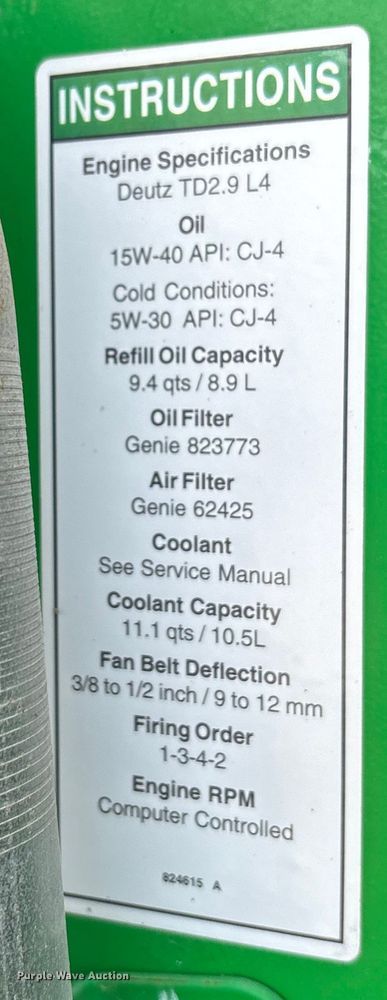 INSTRUCTIONS
Engine Specifications
Deutz TD2.9 L4
Oil
15W-40 API: CJ-4
Cold Conditions:
5W-30 API: CJ-4
Refill Oil Capacity
9.4 qts / 8.9 L
Oil Filter
Genie 823773
Air Filter
Genie 62425
Coolant
See Service Manual
Coolant Capacity
11.1 qts / 10.5L
Fan Belt Deflection
3/8 to 1/2 inch / 9 to 12 mm
Firing Order
1-3-4-2
Engine RPM
Computer Controlled
824615 A
Purple Wave Auction